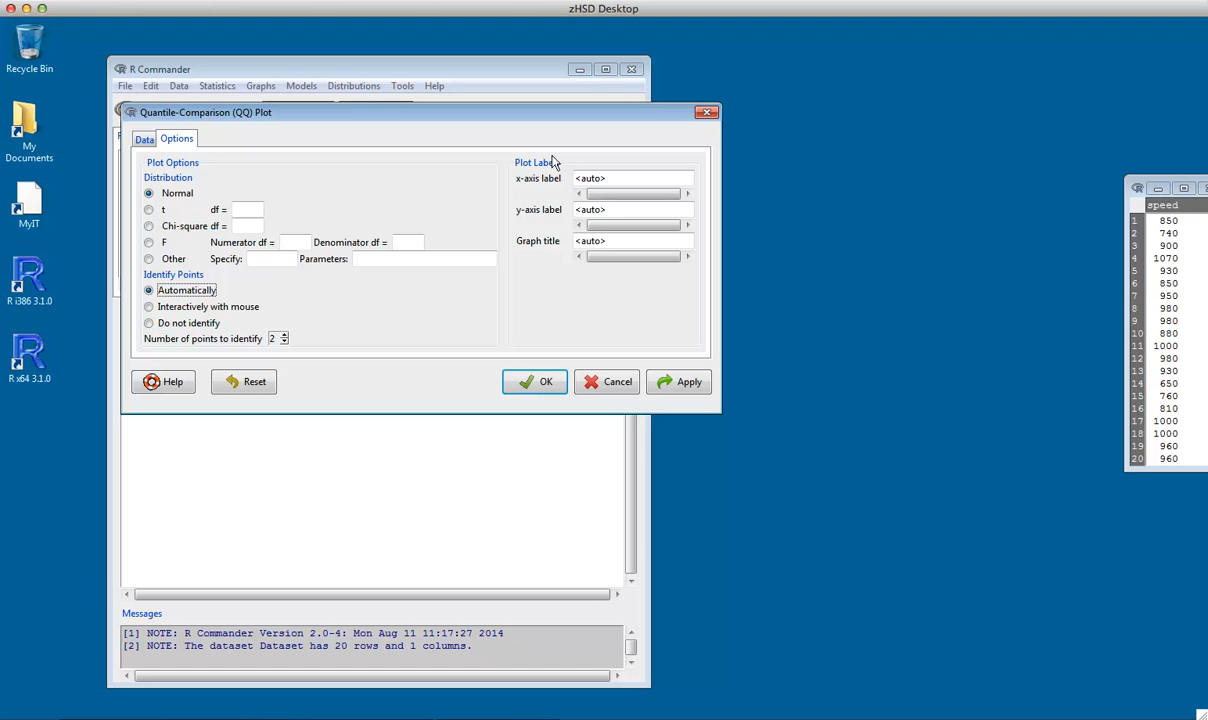 zHSD Desktop
Recycle Bin
My
Documents
MyIT
R i386 3.1.0
R x64 3.1.0
R Commander
File Edit Data Statistics Graphs Models Distributions Tools Help
Quantile-Comparison (QQ) Plot
Data Options
Plot Options
Distribution
Normal
t df =
Chi-square df =
F Numerator df = Denominator df =
Other Specify: Parameters:
Identify Points
Automatically
Interactively with mouse
Do not identify
Number of points to identify 2
Plot
x-axis label <auto>
y-axis label <auto>
Graph title <auto>
Help Reset OK Cancel Apply
Messages
[1] NOTE: R Commander Version 2.0-4: Mon Aug 11 11:17:27 2014
[2] NOTE: The dataset Dataset has 20 rows and 1 columns.
speed
1 850
2 740
3 900
4 1070
5 930
6 850
7 950
8 980
9 980
10 880
11 1000
12 980
13 930
14 650
15 760
16 810
17 1000
18 1000
19 960
20 960